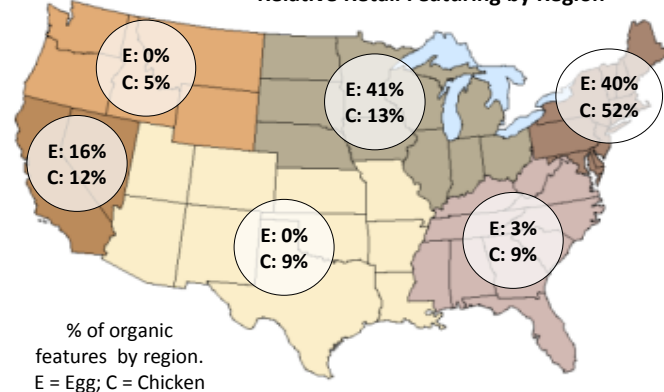 Relative Retail Featuring by Region
E: 0%
C: 5%
E: 41%
C: 13%
E: 40%
C: 52%
E: 16%
C: 12%
E: 0%
C: 9%
E: 3%
C: 9%
% of organic
features by region.
E = Egg; C = Chicken